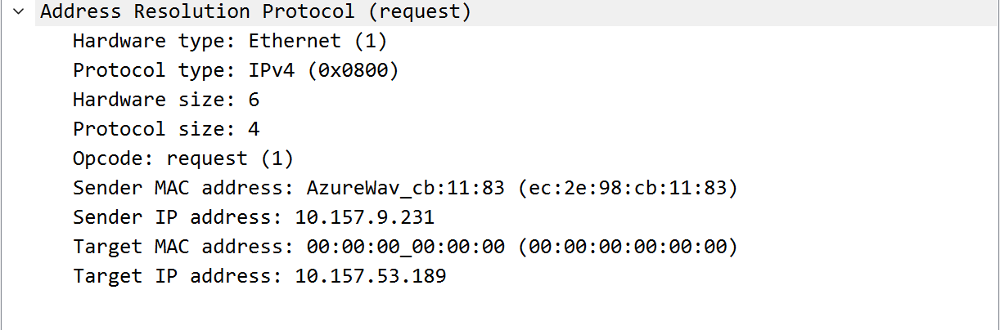 Address Resolution Protocol (request)
Hardware type: Ethernet (1)
Protocol type: IPv4 (0x0800)
Hardware size: 6
Protocol size: 4
Opcode: request (1)
Sender MAC address: AzureWav_cb:11:83 (ec:2e:98:cb:11:83)
Sender IP address: 10.157.9.231
Target MAC address: 00:00:00_00:00:00 (00:00:00:00:00:00)
Target IP address: 10.157.53.189